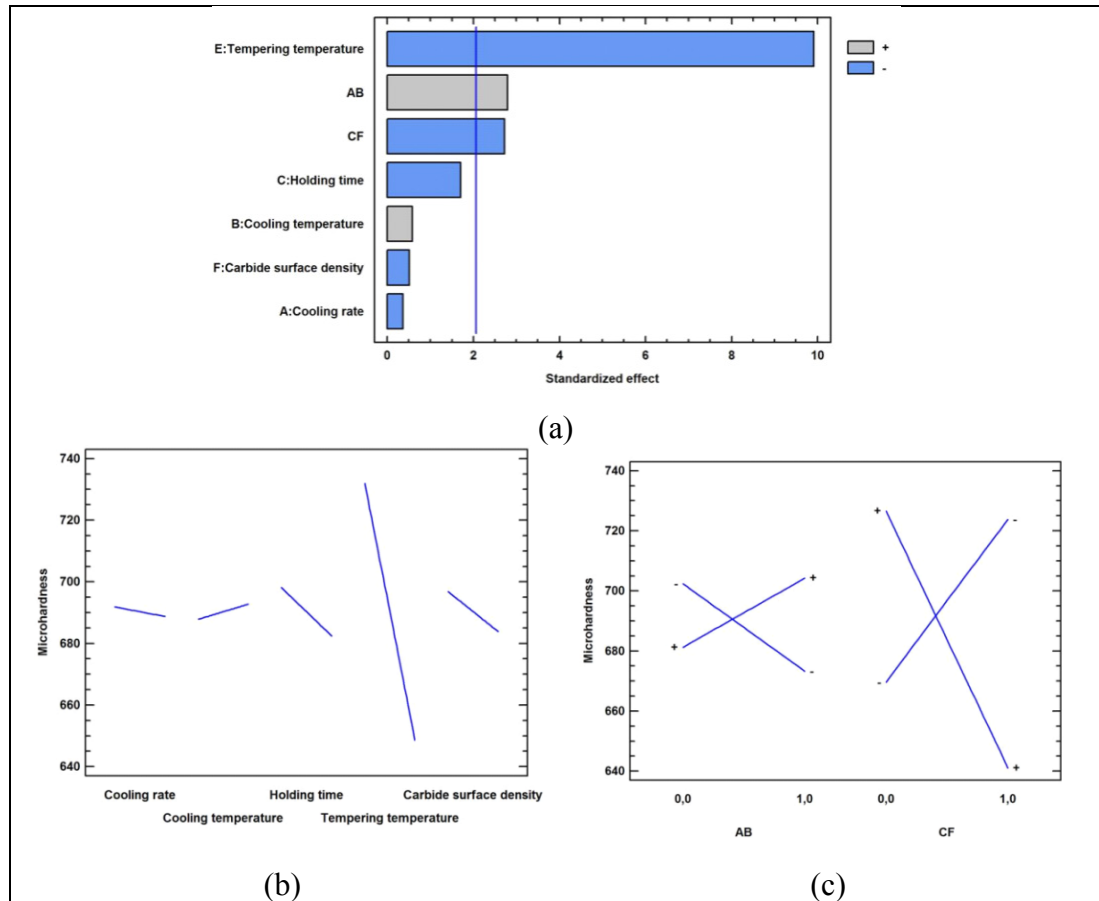 E:Tempering temperature
AB
CF
C:Holding time
B:Cooling temperature
F:Carbide surface density
A:Cooling rate
+
-
0 2 4 6 8 10
Standardized effect
(a)
740
720
700
680
660
640
Microhardness
Cooling rate Holding time Carbide surface density
Cooling temperature Tempering temperature
(b)
740
720
700
680
660
640
Microhardness
-
+
+
-
+
-
-
+
0,0 1,0 0,0 1,0
AB CF
(c)